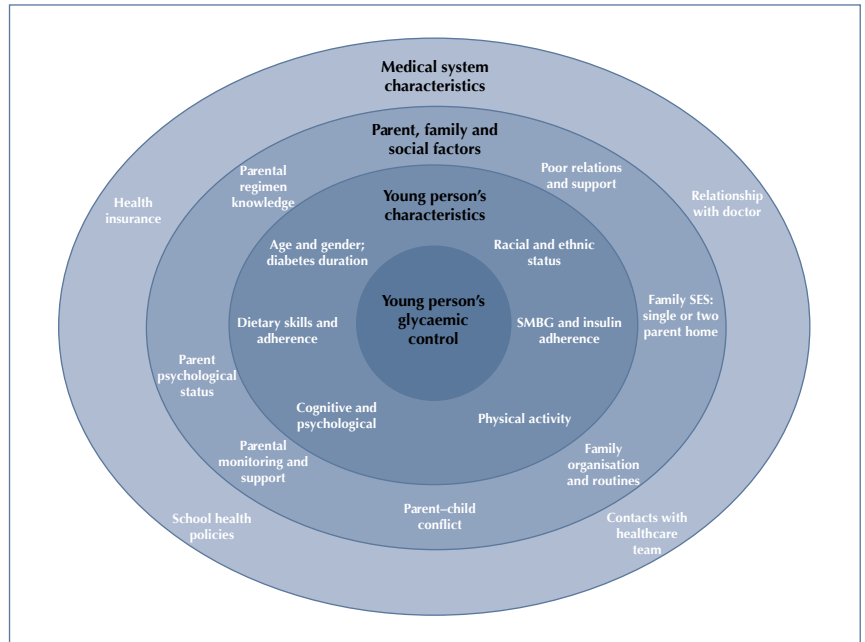 Medical system
characteristics
Parent, family and
social factors
Parental
regimen
knowledge
Poor relations
and support
Health
insurance
Relationship
with doctor
Young person’s
characteristics
Age and gender;
diabetes duration
Racial and ethnic
status
Young person’s
glycaemic
control
Dietary skills and
adherence
SMBG and insulin
adherence
Family SES:
single or two
parent home
Parent
psychological
status
Cognitive and
psychological
Physical activity
Parental
monitoring and
support
Family
organisation
and routines
Parent–child
conflict
School health
policies
Contacts with
healthcare
team